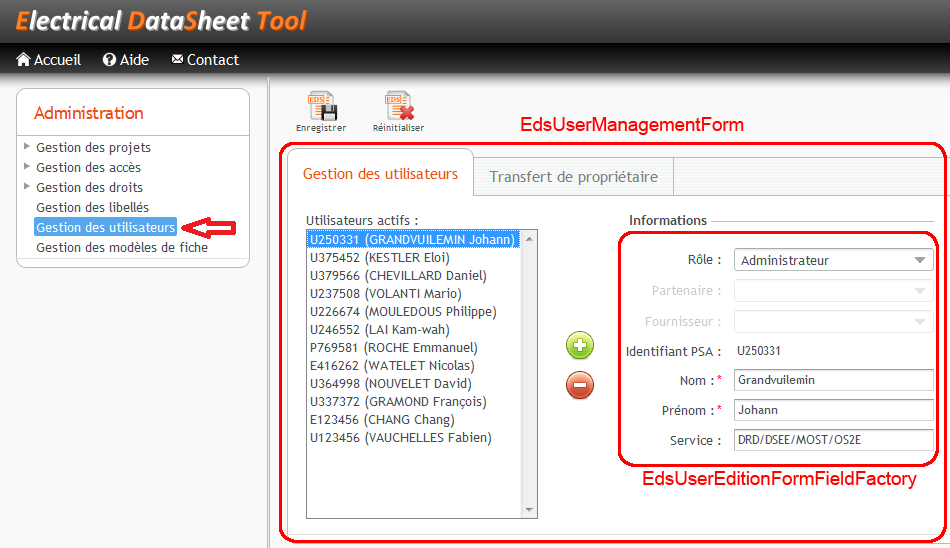 Electrical DataSheet Tool
Accueil Aide Contact
Administration
Gestion des projets
Gestion des accès
Gestion des droits
Gestion des libellés
Gestion des utilisateurs
Gestion des modèles de fiche
EDS EDS
Enregistrer Réinitialiser
EdsUserManagementForm
Gestion des utilisateurs Transfert de propriétaire
Utilisateurs actifs :
U250331 (GRANDVUILEMIN Johann)
U375452 (KESTLER Eloi)
U379566 (CHEVILLARD Daniel)
U237508 (VOLANTI Mario)
U226674 (MOULEDOUS Philippe)
U246552 (LAI Kam-wah)
P769581 (ROCHE Emmanuel)
E416262 (WATELET Nicolas)
U364998 (NOUVELET David)
U337372 (GRAMOND François)
E123456 (CHANG Chang)
U123456 (VAUCHELLES Fabien)
Informations
Rôle : Administrateur
Partenaire :
Fournisseur :
Identifiant PSA : U250331
Nom :* Grandvuilemin
Prénom :* Johann
Service : DRD/DSEE/MOST/OS2E
EdsUserEditionFormFieldFactory